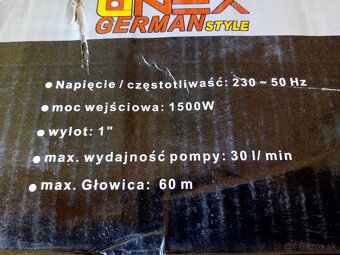 GERMAN STYLE
Napięcie / częstotliwaść: 230 ~ 50 Hz
moc wejściowa: 1500W
wylot: 1"
max. wydajność pompy: 30 l/ min
max. Głowica: 60 m